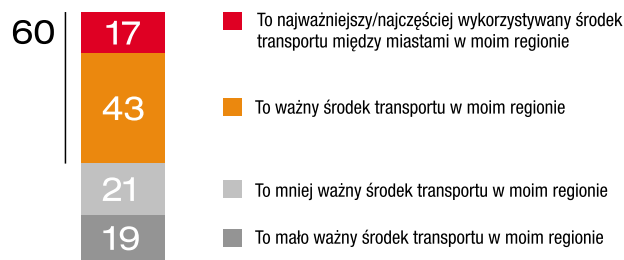 60
17
To najważniejszy/najczęściej wykorzystywany środek
transportu między miastami w moim regionie
43
To ważny środek transportu w moim regionie
21
To mniej ważny środek transportu w moim regionie
19
To mało ważny środek transportu w moim regionie